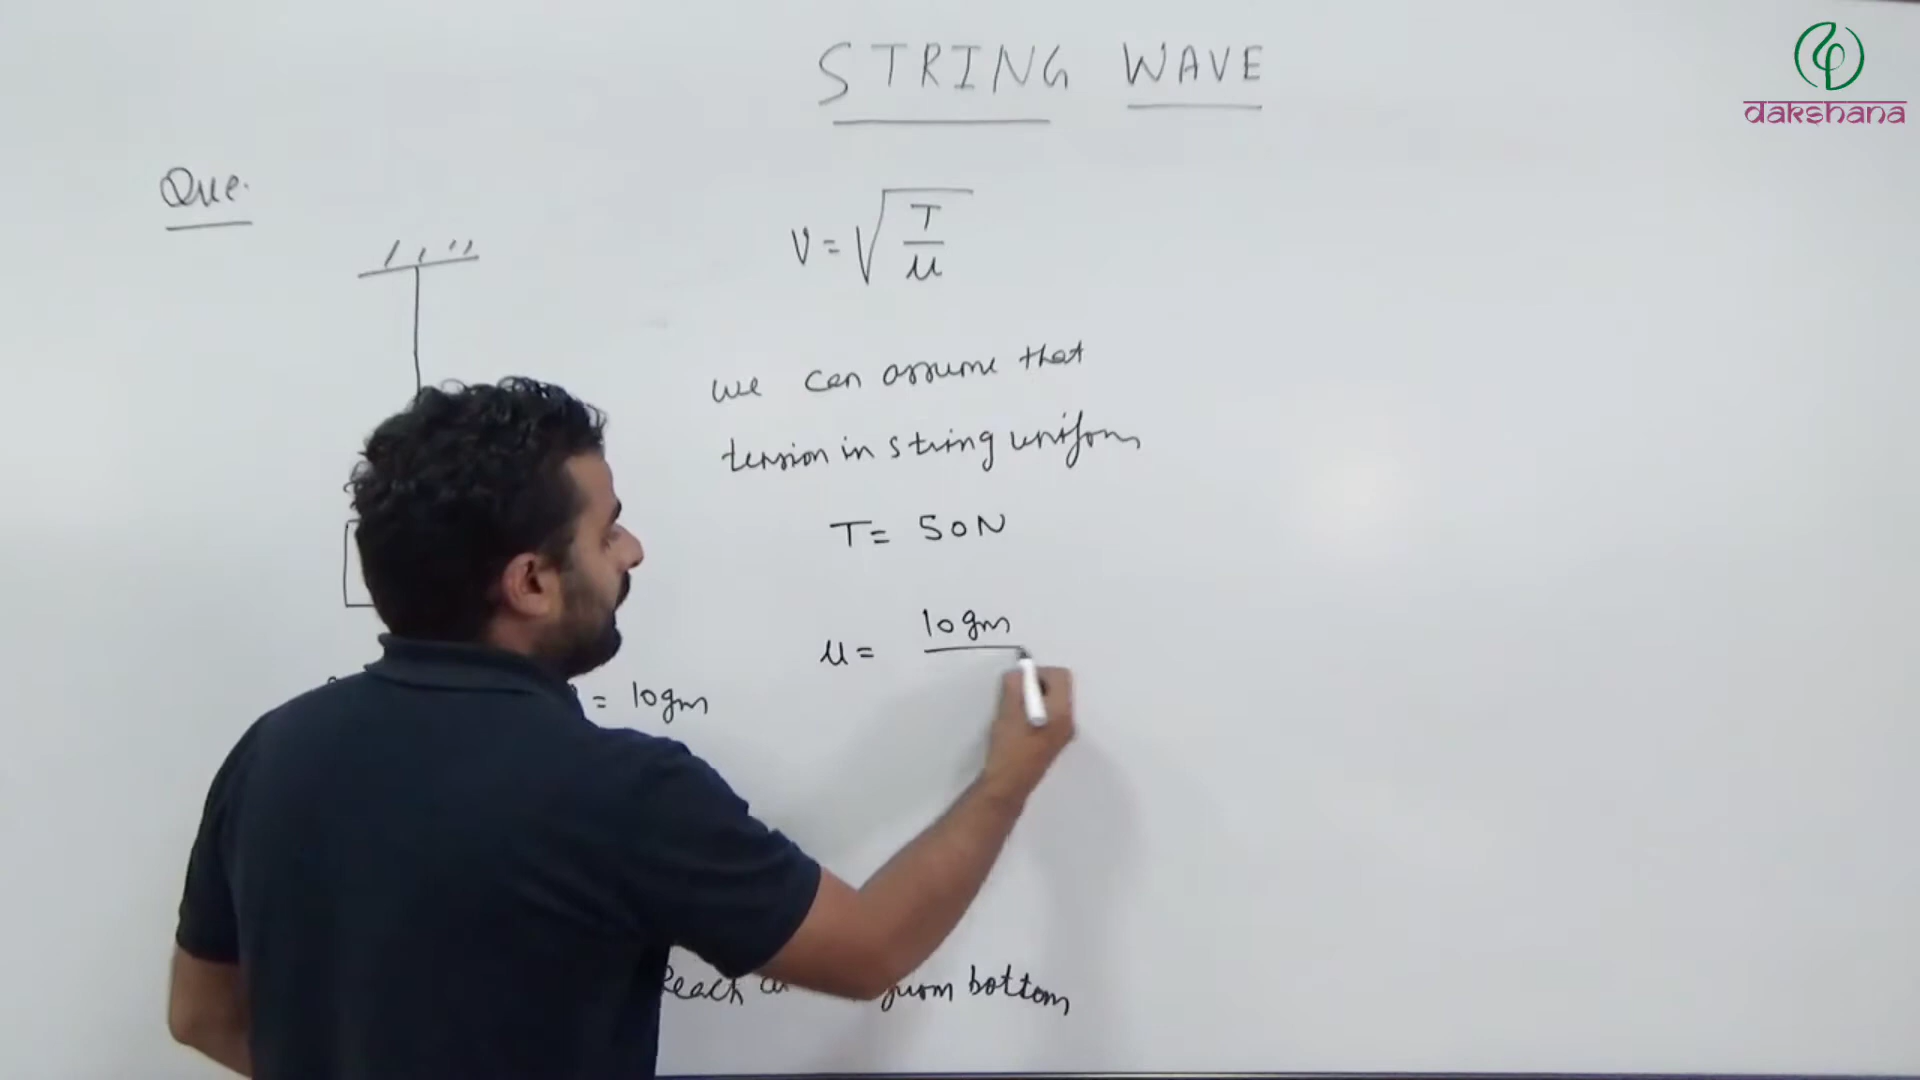 STRING WAVE
dakshana
Que.
V = √ T / μ
we can assume that
tension in string uniform
T = 50N
μ = 10gm
= 10gm
Reach from bottom